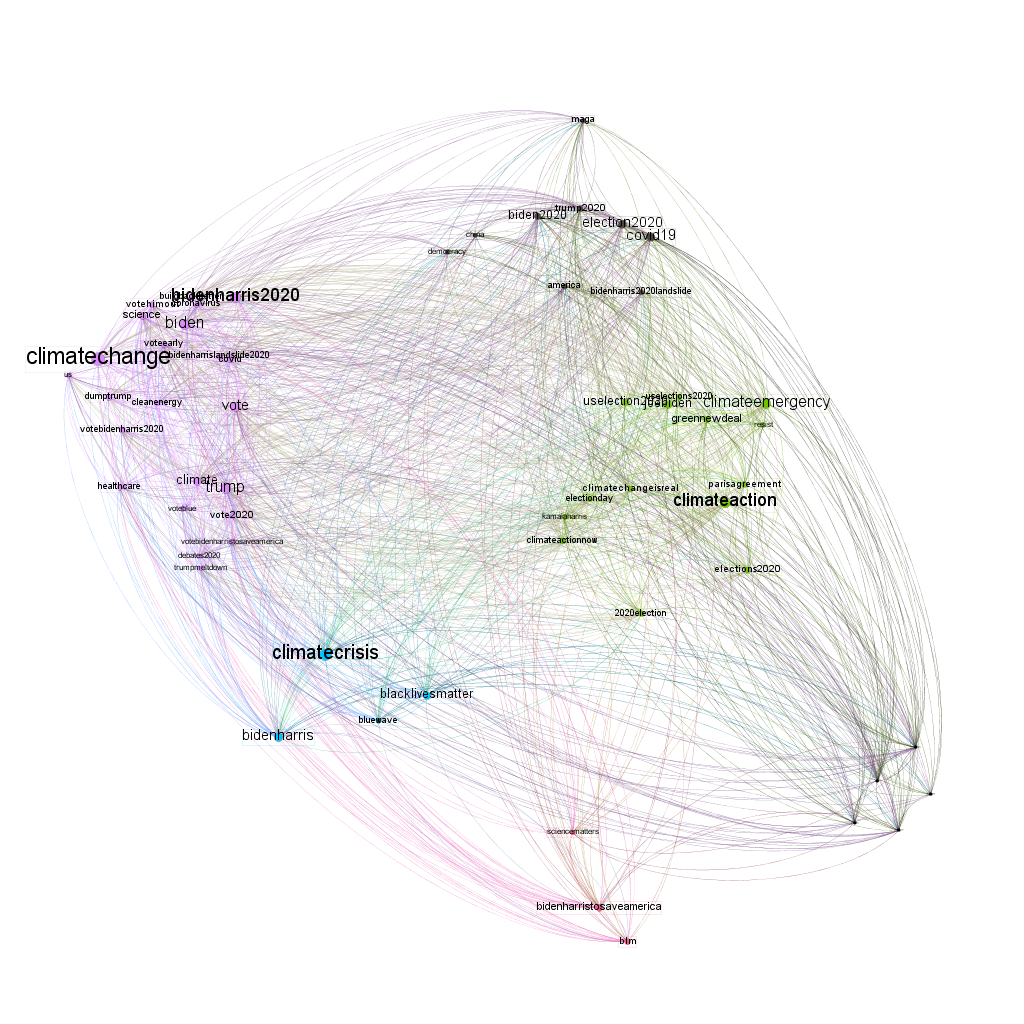 maga
trump2020
biden2020
election2020
covid19
china
democracy
america
bidenharris2020landslide
bidenharris2020
votehimout
coronavirus
science
biden
voteearly
climatechange
bidenharrislandslide2020
covid
us
dumptrump
cleanenergy
vote
votebidenharris2020
uselections2020
uselection2020
joebiden
climateemergency
greennewdeal
resist
climate
trump
healthcare
climatechangeisreal
parisagreement
electionday
climateaction
voteblue
vote2020
kamalaharris
votebidenharristosaveamerica
climateactionnow
debates2020
trumpmeltdown
elections2020
2020election
climatecrisis
blacklivesmatter
bluewave
bidenharris
sciencematters
bidenharristosaveamerica
blm